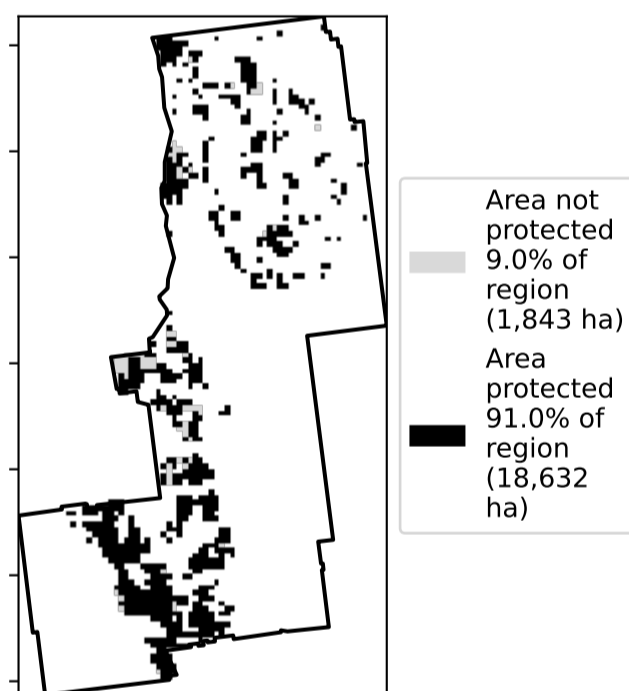 Area not
protected
9.0% of
region
(1,843 ha)
Area
protected
91.0% of
region
(18,632
ha)